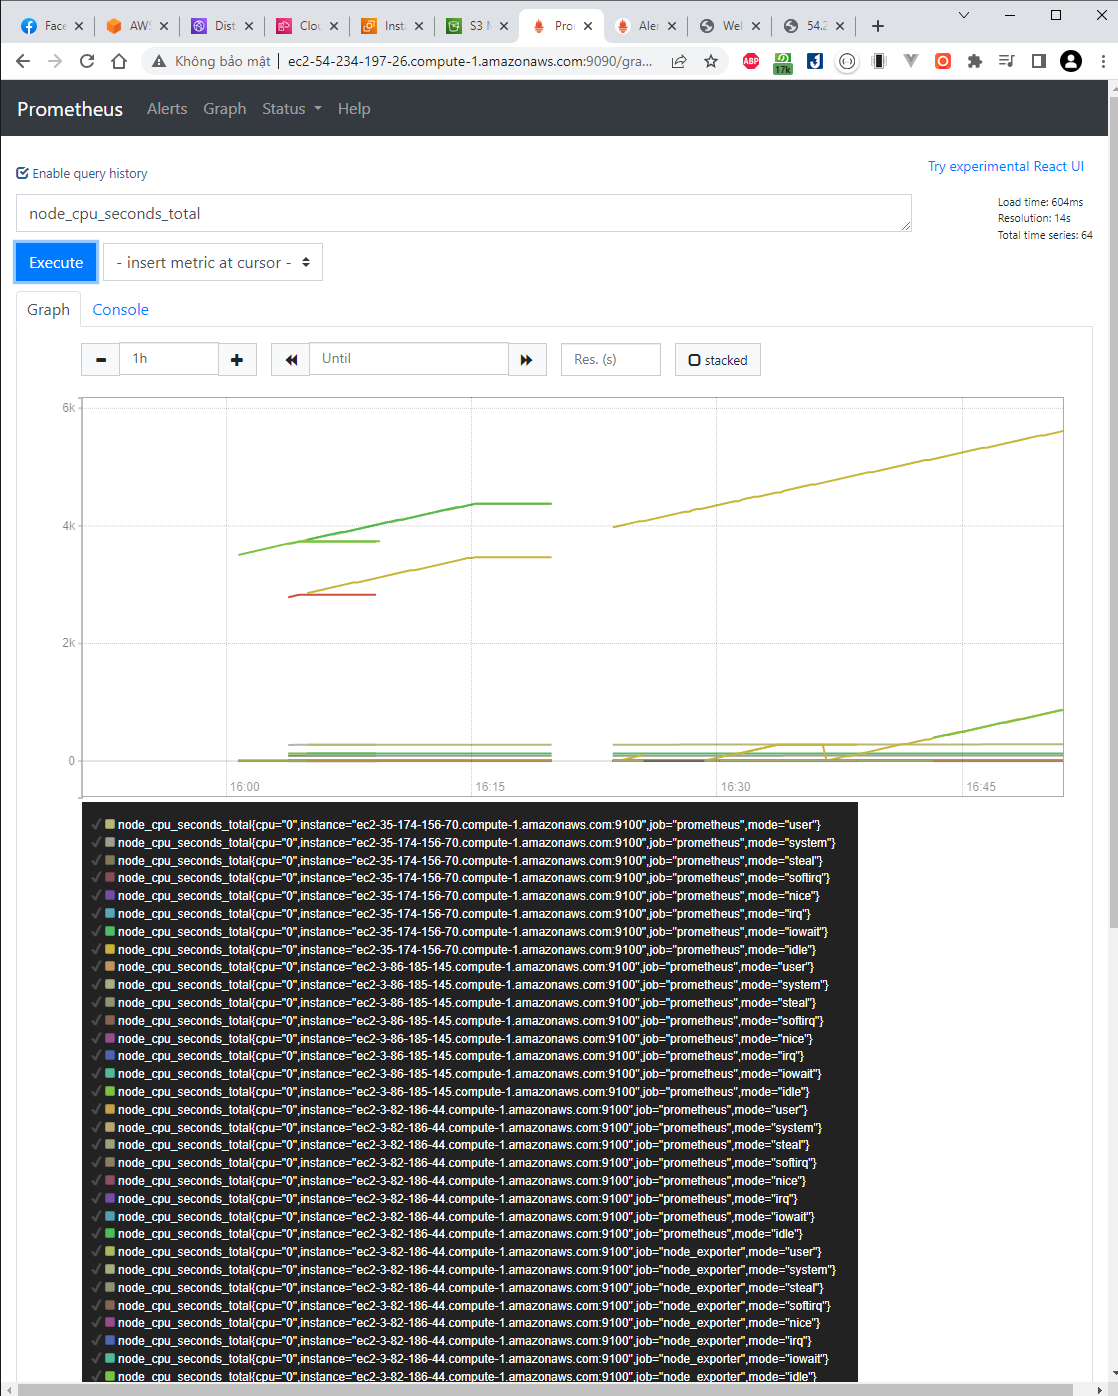 Face
AWS
Dist
Clou
Inst
S3 M
Pro
Aler
Wel
54.2
Không bảo mật | ec2-54-234-197-26.compute-1.amazonaws.com:9090/gra...
ABP
17k
Prometheus Alerts Graph Status Help
Try experimental React UI
Enable query history
node_cpu_seconds_total
Load time: 604ms
Resolution: 14s
Total time series: 64
Execute - insert metric at cursor -
Graph Console
1h Until Res. (s) stacked
6k
4k
2k
0
16:00 16:15 16:30 16:45
node_cpu_seconds_total{cpu="0",instance="ec2-35-174-156-70.compute-1.amazonaws.com:9100",job="prometheus",mode="user"}
node_cpu_seconds_total{cpu="0",instance="ec2-35-174-156-70.compute-1.amazonaws.com:9100",job="prometheus",mode="system"}
node_cpu_seconds_total{cpu="0",instance="ec2-35-174-156-70.compute-1.amazonaws.com:9100",job="prometheus",mode="steal"}
node_cpu_seconds_total{cpu="0",instance="ec2-35-174-156-70.compute-1.amazonaws.com:9100",job="prometheus",mode="softirq"}
node_cpu_seconds_total{cpu="0",instance="ec2-35-174-156-70.compute-1.amazonaws.com:9100",job="prometheus",mode="nice"}
node_cpu_seconds_total{cpu="0",instance="ec2-35-174-156-70.compute-1.amazonaws.com:9100",job="prometheus",mode="irq"}
node_cpu_seconds_total{cpu="0",instance="ec2-35-174-156-70.compute-1.amazonaws.com:9100",job="prometheus",mode="iowait"}
node_cpu_seconds_total{cpu="0",instance="ec2-35-174-156-70.compute-1.amazonaws.com:9100",job="prometheus",mode="idle"}
node_cpu_seconds_total{cpu="0",instance="ec2-3-86-185-145.compute-1.amazonaws.com:9100",job="prometheus",mode="user"}
node_cpu_seconds_total{cpu="0",instance="ec2-3-86-185-145.compute-1.amazonaws.com:9100",job="prometheus",mode="system"}
node_cpu_seconds_total{cpu="0",instance="ec2-3-86-185-145.compute-1.amazonaws.com:9100",job="prometheus",mode="steal"}
node_cpu_seconds_total{cpu="0",instance="ec2-3-86-185-145.compute-1.amazonaws.com:9100",job="prometheus",mode="softirq"}
node_cpu_seconds_total{cpu="0",instance="ec2-3-86-185-145.compute-1.amazonaws.com:9100",job="prometheus",mode="nice"}
node_cpu_seconds_total{cpu="0",instance="ec2-3-86-185-145.compute-1.amazonaws.com:9100",job="prometheus",mode="irq"}
node_cpu_seconds_total{cpu="0",instance="ec2-3-86-185-145.compute-1.amazonaws.com:9100",job="prometheus",mode="iowait"}
node_cpu_seconds_total{cpu="0",instance="ec2-3-86-185-145.compute-1.amazonaws.com:9100",job="prometheus",mode="idle"}
node_cpu_seconds_total{cpu="0",instance="ec2-3-82-186-44.compute-1.amazonaws.com:9100",job="prometheus",mode="user"}
node_cpu_seconds_total{cpu="0",instance="ec2-3-82-186-44.compute-1.amazonaws.com:9100",job="prometheus",mode="system"}
node_cpu_seconds_total{cpu="0",instance="ec2-3-82-186-44.compute-1.amazonaws.com:9100",job="prometheus",mode="steal"}
node_cpu_seconds_total{cpu="0",instance="ec2-3-82-186-44.compute-1.amazonaws.com:9100",job="prometheus",mode="softirq"}
node_cpu_seconds_total{cpu="0",instance="ec2-3-82-186-44.compute-1.amazonaws.com:9100",job="prometheus",mode="nice"}
node_cpu_seconds_total{cpu="0",instance="ec2-3-82-186-44.compute-1.amazonaws.com:9100",job="prometheus",mode="irq"}
node_cpu_seconds_total{cpu="0",instance="ec2-3-82-186-44.compute-1.amazonaws.com:9100",job="prometheus",mode="iowait"}
node_cpu_seconds_total{cpu="0",instance="ec2-3-82-186-44.compute-1.amazonaws.com:9100",job="prometheus",mode="idle"}
node_cpu_seconds_total{cpu="0",instance="ec2-3-82-186-44.compute-1.amazonaws.com:9100",job="node_exporter",mode="user"}
node_cpu_seconds_total{cpu="0",instance="ec2-3-82-186-44.compute-1.amazonaws.com:9100",job="node_exporter",mode="system"}
node_cpu_seconds_total{cpu="0",instance="ec2-3-82-186-44.compute-1.amazonaws.com:9100",job="node_exporter",mode="steal"}
node_cpu_seconds_total{cpu="0",instance="ec2-3-82-186-44.compute-1.amazonaws.com:9100",job="node_exporter",mode="softirq"}
node_cpu_seconds_total{cpu="0",instance="ec2-3-82-186-44.compute-1.amazonaws.com:9100",job="node_exporter",mode="nice"}
node_cpu_seconds_total{cpu="0",instance="ec2-3-82-186-44.compute-1.amazonaws.com:9100",job="node_exporter",mode="irq"}
node_cpu_seconds_total{cpu="0",instance="ec2-3-82-186-44.compute-1.amazonaws.com:9100",job="node_exporter",mode="iowait"}
node_cpu_seconds_total{cpu="0",instance="ec2-3-82-186-44.compute-1.amazonaws.com:9100",job="node_exporter",mode="idle"}